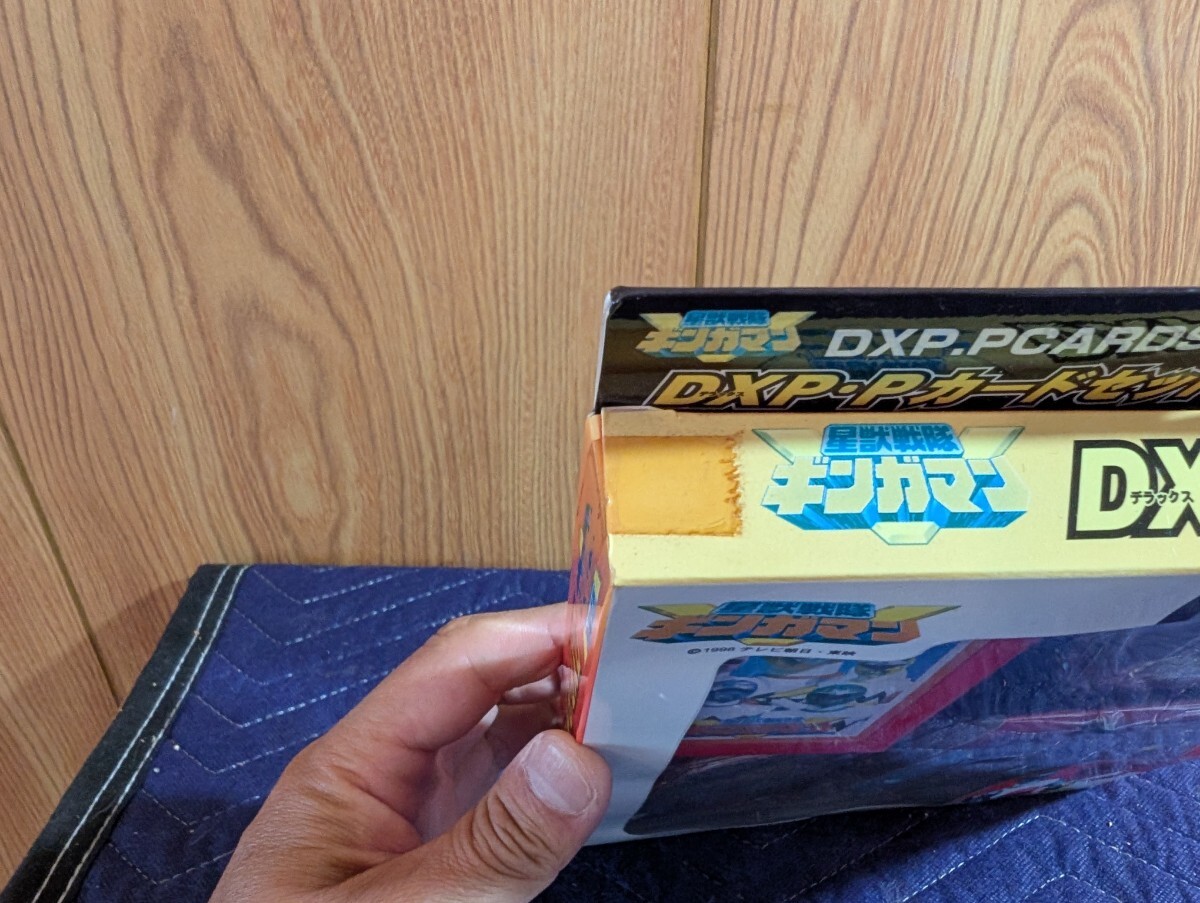 星獣戦隊
ギンガマン
DXP.PCARDS
DXP・Pカードセット
星獣戦隊
ギンガマン
DX
デラックス
星獣戦隊
ギンガマン
©1998 テレビ朝日・東映